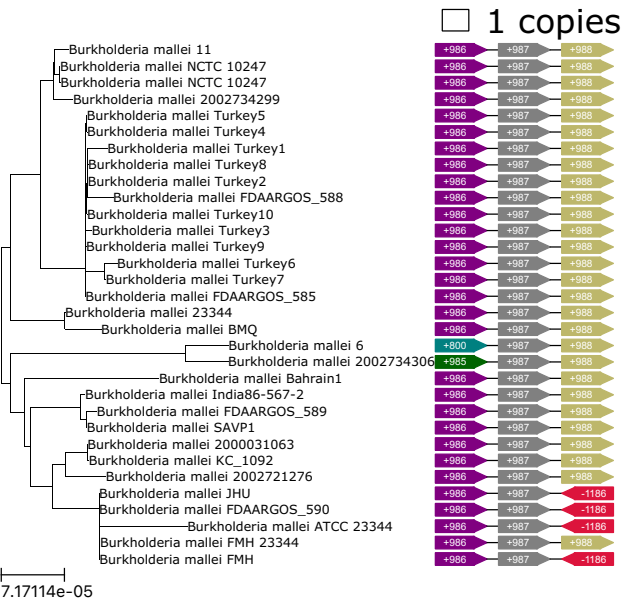 1 copies
Burkholderia mallei 11 +986 +987 +988
Burkholderia mallei NCTC 10247 +986 +987 +988
Burkholderia mallei NCTC 10247 +986 +987 +988
Burkholderia mallei 2002734299 +986 +987 +988
Burkholderia mallei Turkey5 +986 +987 +988
Burkholderia mallei Turkey4 +986 +987 +988
Burkholderia mallei Turkey1 +986 +987 +988
Burkholderia mallei Turkey8 +986 +987 +988
Burkholderia mallei Turkey2 +986 +987 +988
Burkholderia mallei FDAARGOS_588 +986 +987 +988
Burkholderia mallei Turkey10 +986 +987 +988
Burkholderia mallei Turkey3 +986 +987 +988
Burkholderia mallei Turkey9 +986 +987 +988
Burkholderia mallei Turkey6 +986 +987 +988
Burkholderia mallei Turkey7 +986 +987 +988
Burkholderia mallei FDAARGOS_585 +986 +987 +988
Burkholderia mallei 23344 +986 +987 +988
Burkholderia mallei BMQ +986 +987 +988
Burkholderia mallei 6 +800 +987 +988
Burkholderia mallei 2002734306 +985 +987 +988
Burkholderia mallei Bahrain1 +986 +987 +988
Burkholderia mallei India86-567-2 +986 +987 +988
Burkholderia mallei FDAARGOS_589 +986 +987 +988
Burkholderia mallei SAVP1 +986 +987 +988
Burkholderia mallei 2000031063 +986 +987 +988
Burkholderia mallei KC_1092 +986 +987 +988
Burkholderia mallei 2002721276 +986 +987 +988
Burkholderia mallei JHU +986 +987 -1186
Burkholderia mallei FDAARGOS_590 +986 +987 -1186
Burkholderia mallei ATCC 23344 +986 +987 -1186
Burkholderia mallei FMH 23344 +986 +987 +988
Burkholderia mallei FMH +986 +987 -1186
7.17114e-05